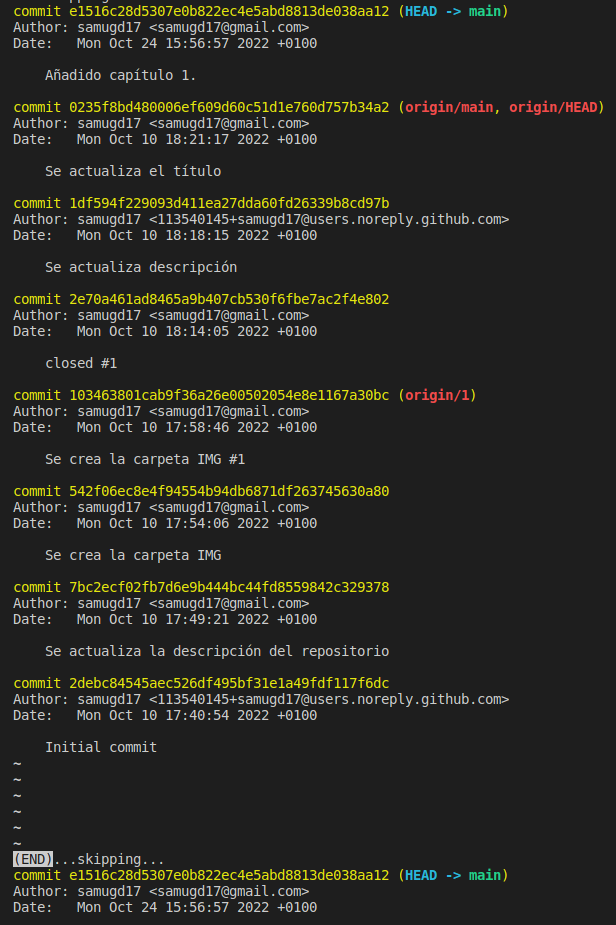 commit e1516c28d5307e0b822ec4e5abd8813de038aa12 (HEAD -> main)
Author: samugd17 <samugd17@gmail.com>
Date:   Mon Oct 24 15:56:57 2022 +0100
Añadido capítulo 1.
commit 0235f8bd480006ef609d60c51d1e760d757b34a2 (origin/main, origin/HEAD)
Author: samugd17 <samugd17@gmail.com>
Date:   Mon Oct 10 18:21:17 2022 +0100
Se actualiza el título
commit 1df594f229093d411ea27dda60fd26339b8cd97b
Author: samugd17 <113540145+samugd17@users.noreply.github.com>
Date:   Mon Oct 10 18:18:15 2022 +0100
Se actualiza descripción
commit 2e70a461ad8465a9b407cb530f6fbe7ac2f4e802
Author: samugd17 <samugd17@gmail.com>
Date:   Mon Oct 10 18:14:05 2022 +0100
closed #1
commit 103463801cab9f36a26e00502054e8e1167a30bc (origin/1)
Author: samugd17 <samugd17@gmail.com>
Date:   Mon Oct 10 17:58:46 2022 +0100
Se crea la carpeta IMG #1
commit 542f06ec8e4f94554b94db6871df263745630a80
Author: samugd17 <samugd17@gmail.com>
Date:   Mon Oct 10 17:54:06 2022 +0100
Se crea la carpeta IMG
commit 7bc2ecf02fb7d6e9b444bc44fd8559842c329378
Author: samugd17 <samugd17@gmail.com>
Date:   Mon Oct 10 17:49:21 2022 +0100
Se actualiza la descripción del repositorio
commit 2debc84545aec526df495bf31e1a49fdf117f6dc
Author: samugd17 <113540145+samugd17@users.noreply.github.com>
Date:   Mon Oct 10 17:40:54 2022 +0100
Initial commit
~
~
~
~
~
~
(END)...skipping...
commit e1516c28d5307e0b822ec4e5abd8813de038aa12 (HEAD -> main)
Author: samugd17 <samugd17@gmail.com>
Date:   Mon Oct 24 15:56:57 2022 +0100